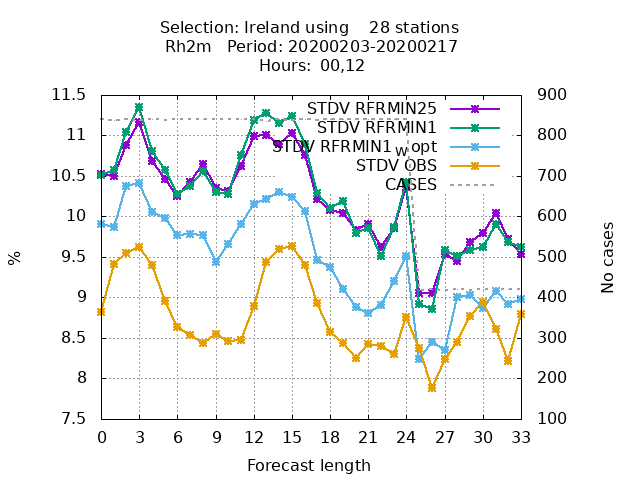 Selection: Ireland using 28 stations
Rh2m Period: 20200203-20200217
Hours: 00,12
STDV RFRMIN25
STDV RFRMIN1
STDV RFRMIN1 w opt
STDV OBS
CASES
11.5
11
10.5
10
9.5
9
8.5
8
7.5
%
900
800
700
600
500
400
300
200
100
No cases
0 3 6 9 12 15 18 21 24 27 30 33
Forecast length